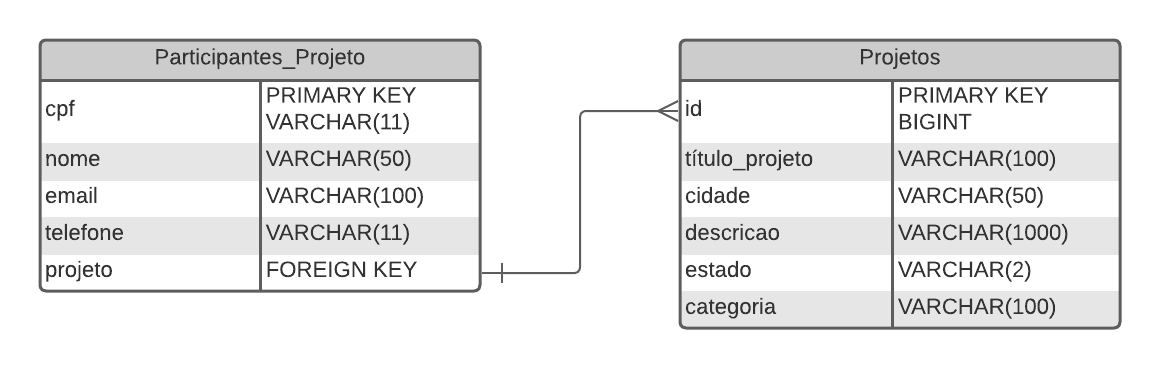 Participantes_Projeto
cpf
PRIMARY KEY
VARCHAR(11)
nome VARCHAR(50)
email VARCHAR(100)
telefone VARCHAR(11)
projeto FOREIGN KEY
Projetos
id
PRIMARY KEY
BIGINT
título_projeto VARCHAR(100)
cidade VARCHAR(50)
descricao VARCHAR(1000)
estado VARCHAR(2)
categoria VARCHAR(100)